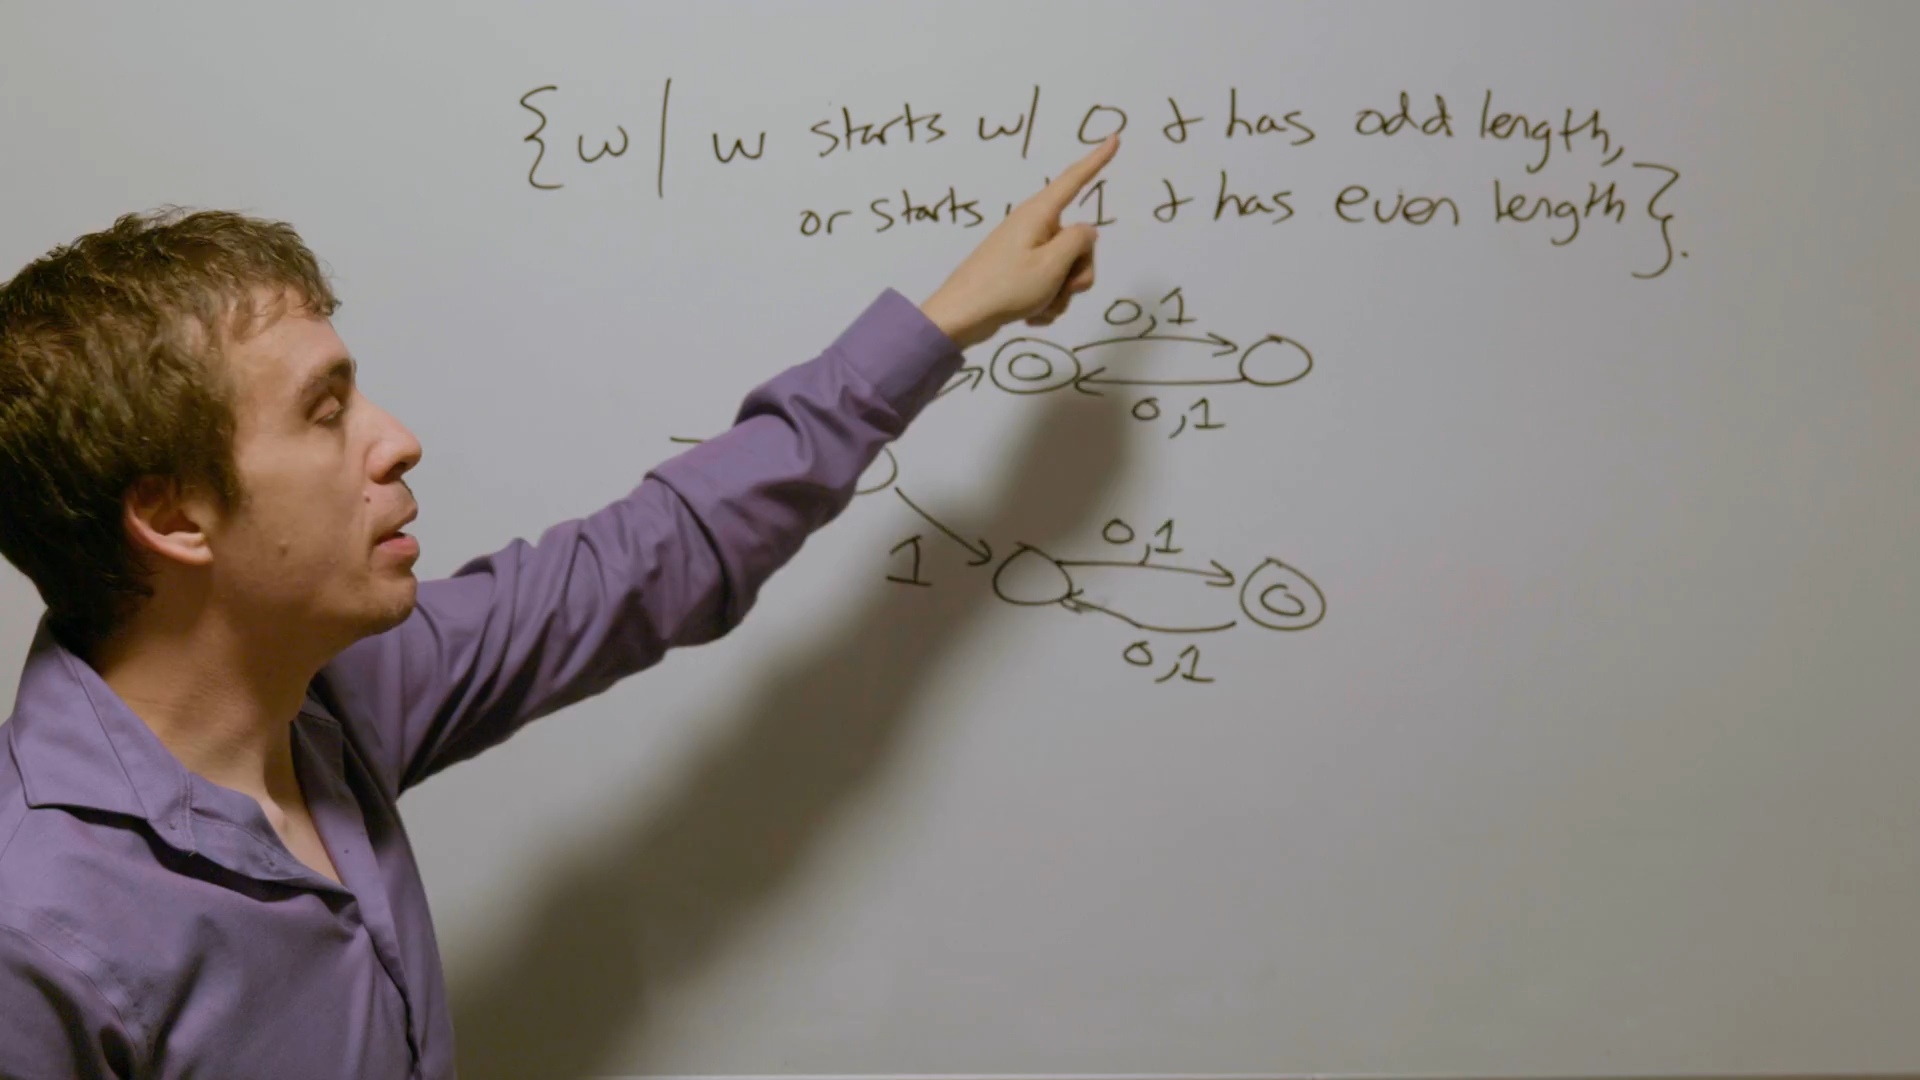 {w | w starts w/ 0 & has odd length,
or starts 1 & has even length}.
0,1
0,1
1
0,1
0,1